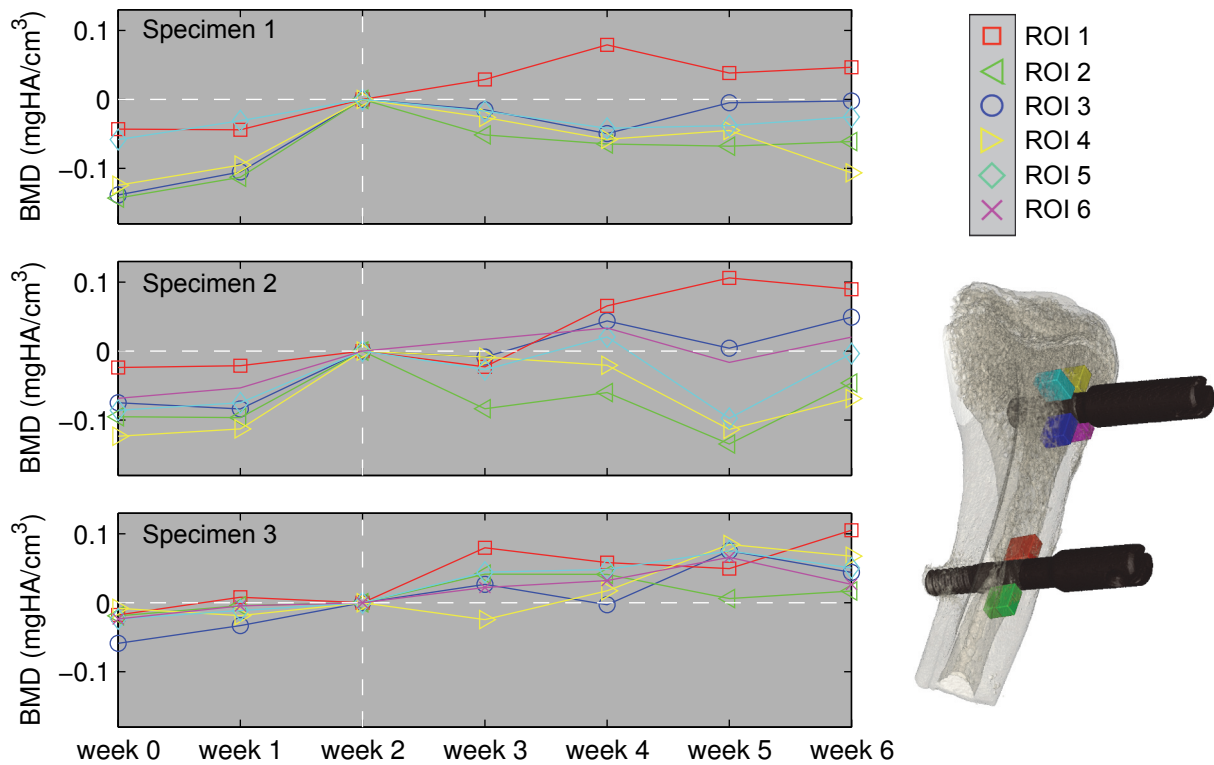 Specimen 1
0.1
0
−0.1
BMD (mgHA/cm³)
Specimen 2
0.1
0
−0.1
BMD (mgHA/cm³)
Specimen 3
0.1
0
−0.1
BMD (mgHA/cm³)
week 0 week 1 week 2 week 3 week 4 week 5 week 6
ROI 1
ROI 2
ROI 3
ROI 4
ROI 5
ROI 6